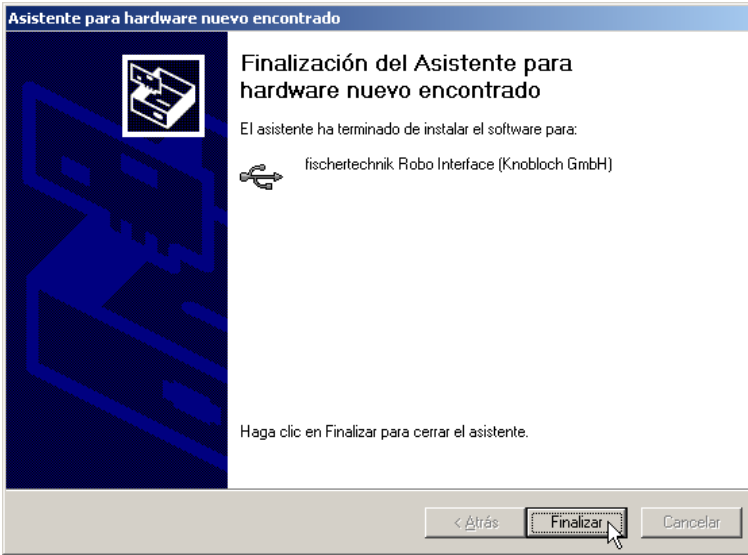 Asistente para hardware nuevo encontrado
Finalización del Asistente para
hardware nuevo encontrado
El asistente ha terminado de instalar el software para:
fischertechnik Robo Interface (Knobloch GmbH)
Haga clic en Finalizar para cerrar el asistente.
< Atrás Finalizar Cancelar